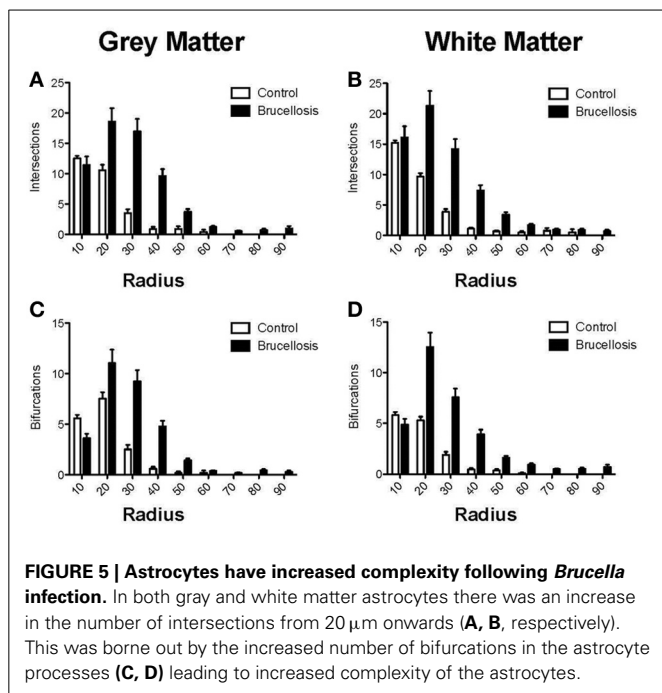 Grey Matter
White Matter
A
25
20
15
10
5
0
Intersections
Control
Brucellosis
10
20
30
40
50
60
70
80
90
Radius
B
25
20
15
10
5
0
Intersections
Control
Brucellosis
10
20
30
40
50
60
70
80
90
Radius
C
15
10
5
0
Bifurcations
Control
Brucellosis
10
20
30
40
50
60
70
80
90
Radius
D
15
10
5
0
Bifurcations
Control
Brucellosis
10
20
30
40
50
60
70
80
90
Radius
FIGURE 5 | Astrocytes have increased complexity following Brucella
infection. In both gray and white matter astrocytes there was an increase
in the number of intersections from 20 μm onwards (A, B, respectively).
This was borne out by the increased number of bifurcations in the astrocyte
processes (C, D) leading to increased complexity of the astrocytes.